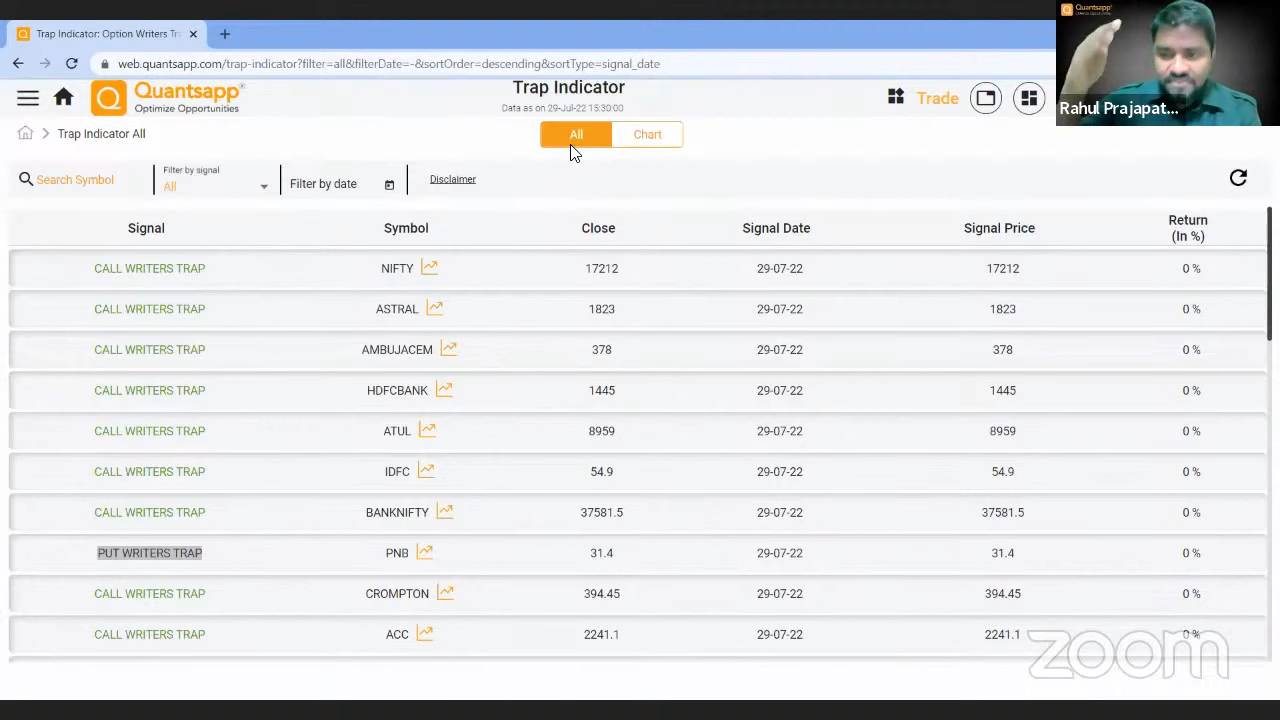 Trap Indicator: Option Writers Tr
web.quantsapp.com/trap-indicator?filter=all&filterDate=-&sortOrder=descending&sortType=signal_date
Quantsapp
Rahul Prajapat...
Quantsapp
Optimize Opportunities
Trap Indicator
Data as on 29-Jul-22 15:30:00
Trade
Trap Indicator All
All
Chart
Search Symbol
Filter by signal
All
Filter by date
Disclaimer
Signal Symbol Close Signal Date Signal Price Return (In %)
CALL WRITERS TRAP NIFTY 17212 29-07-22 17212 0 %
CALL WRITERS TRAP ASTRAL 1823 29-07-22 1823 0 %
CALL WRITERS TRAP AMBUJACEM 378 29-07-22 378 0 %
CALL WRITERS TRAP HDFCBANK 1445 29-07-22 1445 0 %
CALL WRITERS TRAP ATUL 8959 29-07-22 8959 0 %
CALL WRITERS TRAP IDFC 54.9 29-07-22 54.9 0 %
CALL WRITERS TRAP BANKNIFTY 37581.5 29-07-22 37581.5 0 %
PUT WRITERS TRAP PNB 31.4 29-07-22 31.4 0 %
CALL WRITERS TRAP CROMPTON 394.45 29-07-22 394.45 0 %
CALL WRITERS TRAP ACC 2241.1 29-07-22 2241.1 0 %
zoom